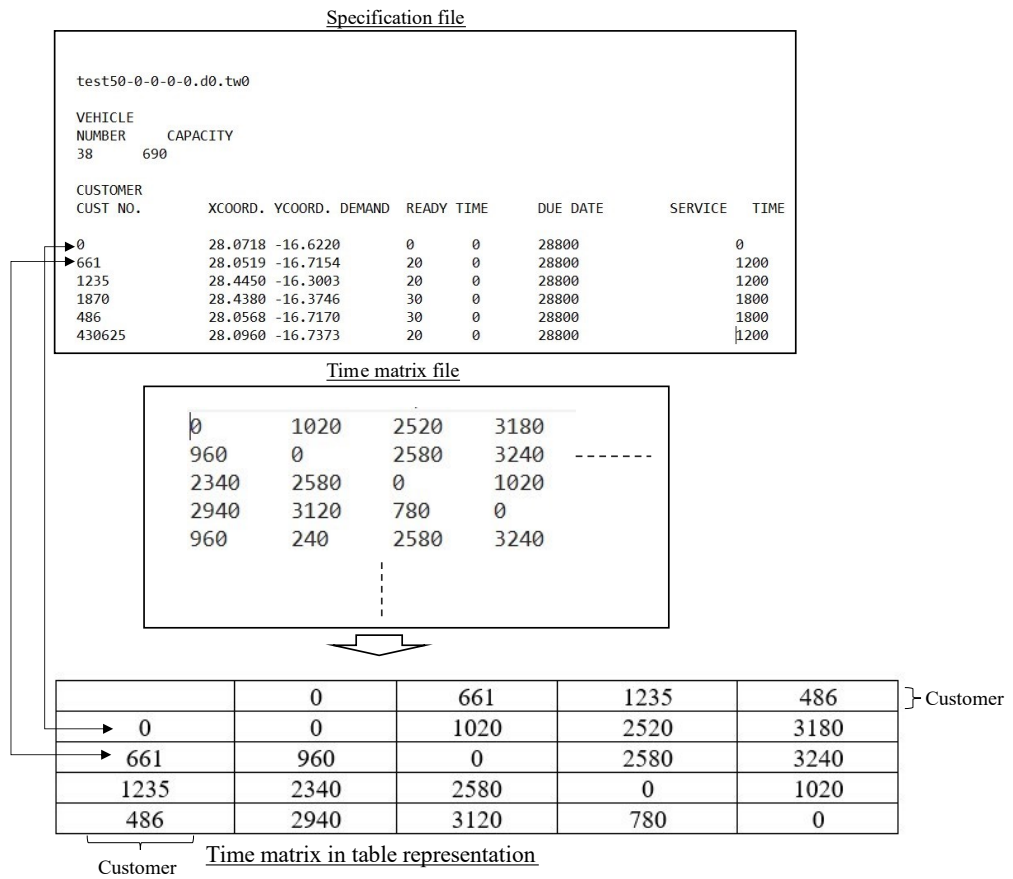 Specification file
test50-0-0-0-0.d0.tw0
VEHICLE
NUMBER CAPACITY
38 690
CUSTOMER
CUST NO. XCOORD. YCOORD. DEMAND READY TIME DUE DATE SERVICE TIME
0 28.0718 -16.6220 0 0 28800 0
661 28.0519 -16.7154 20 0 28800 1200
1235 28.4450 -16.3003 20 0 28800 1200
1870 28.4380 -16.3746 30 0 28800 1800
486 28.0568 -16.7170 30 0 28800 1800
430625 28.0960 -16.7373 20 0 28800 1200
Time matrix file
0 1020 2520 3180
960 0 2580 3240
2340 2580 0 1020
2940 3120 780 0
960 240 2580 3240
0 661 1235 486 Customer
0 0 1020 2520 3180
661 960 0 2580 3240
1235 2340 2580 0 1020
486 2940 3120 780 0
Customer
Time matrix in table representation